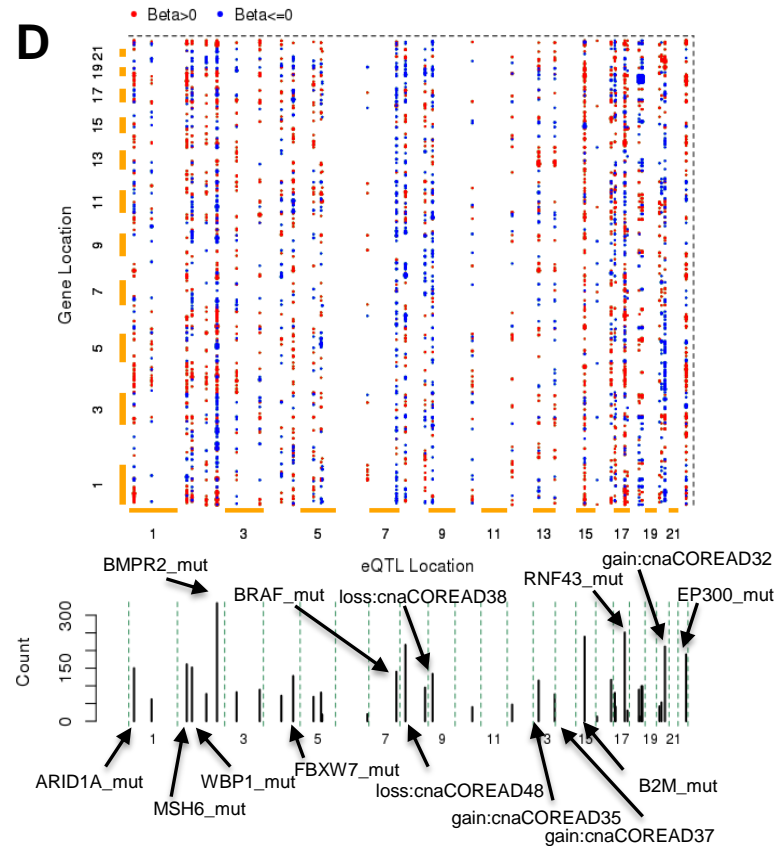 D
Beta>0 Beta<=0
Gene Location
21
19
17
15
13
11
9
7
5
3
1
1 3 5 7 9 11 13 15 17 19 21
eQTL Location
BMPR2_mut
BRAF_mut
loss:cnaCOREAD38
RNF43_mut
gain:cnaCOREAD32
EP300_mut
Count
300
150
0
1 3 5 7 9 11 13 15 17 19 21
ARID1A_mut
MSH6_mut
WBP1_mut
FBXW7_mut
loss:cnaCOREAD48
gain:cnaCOREAD35
gain:cnaCOREAD37
B2M_mut